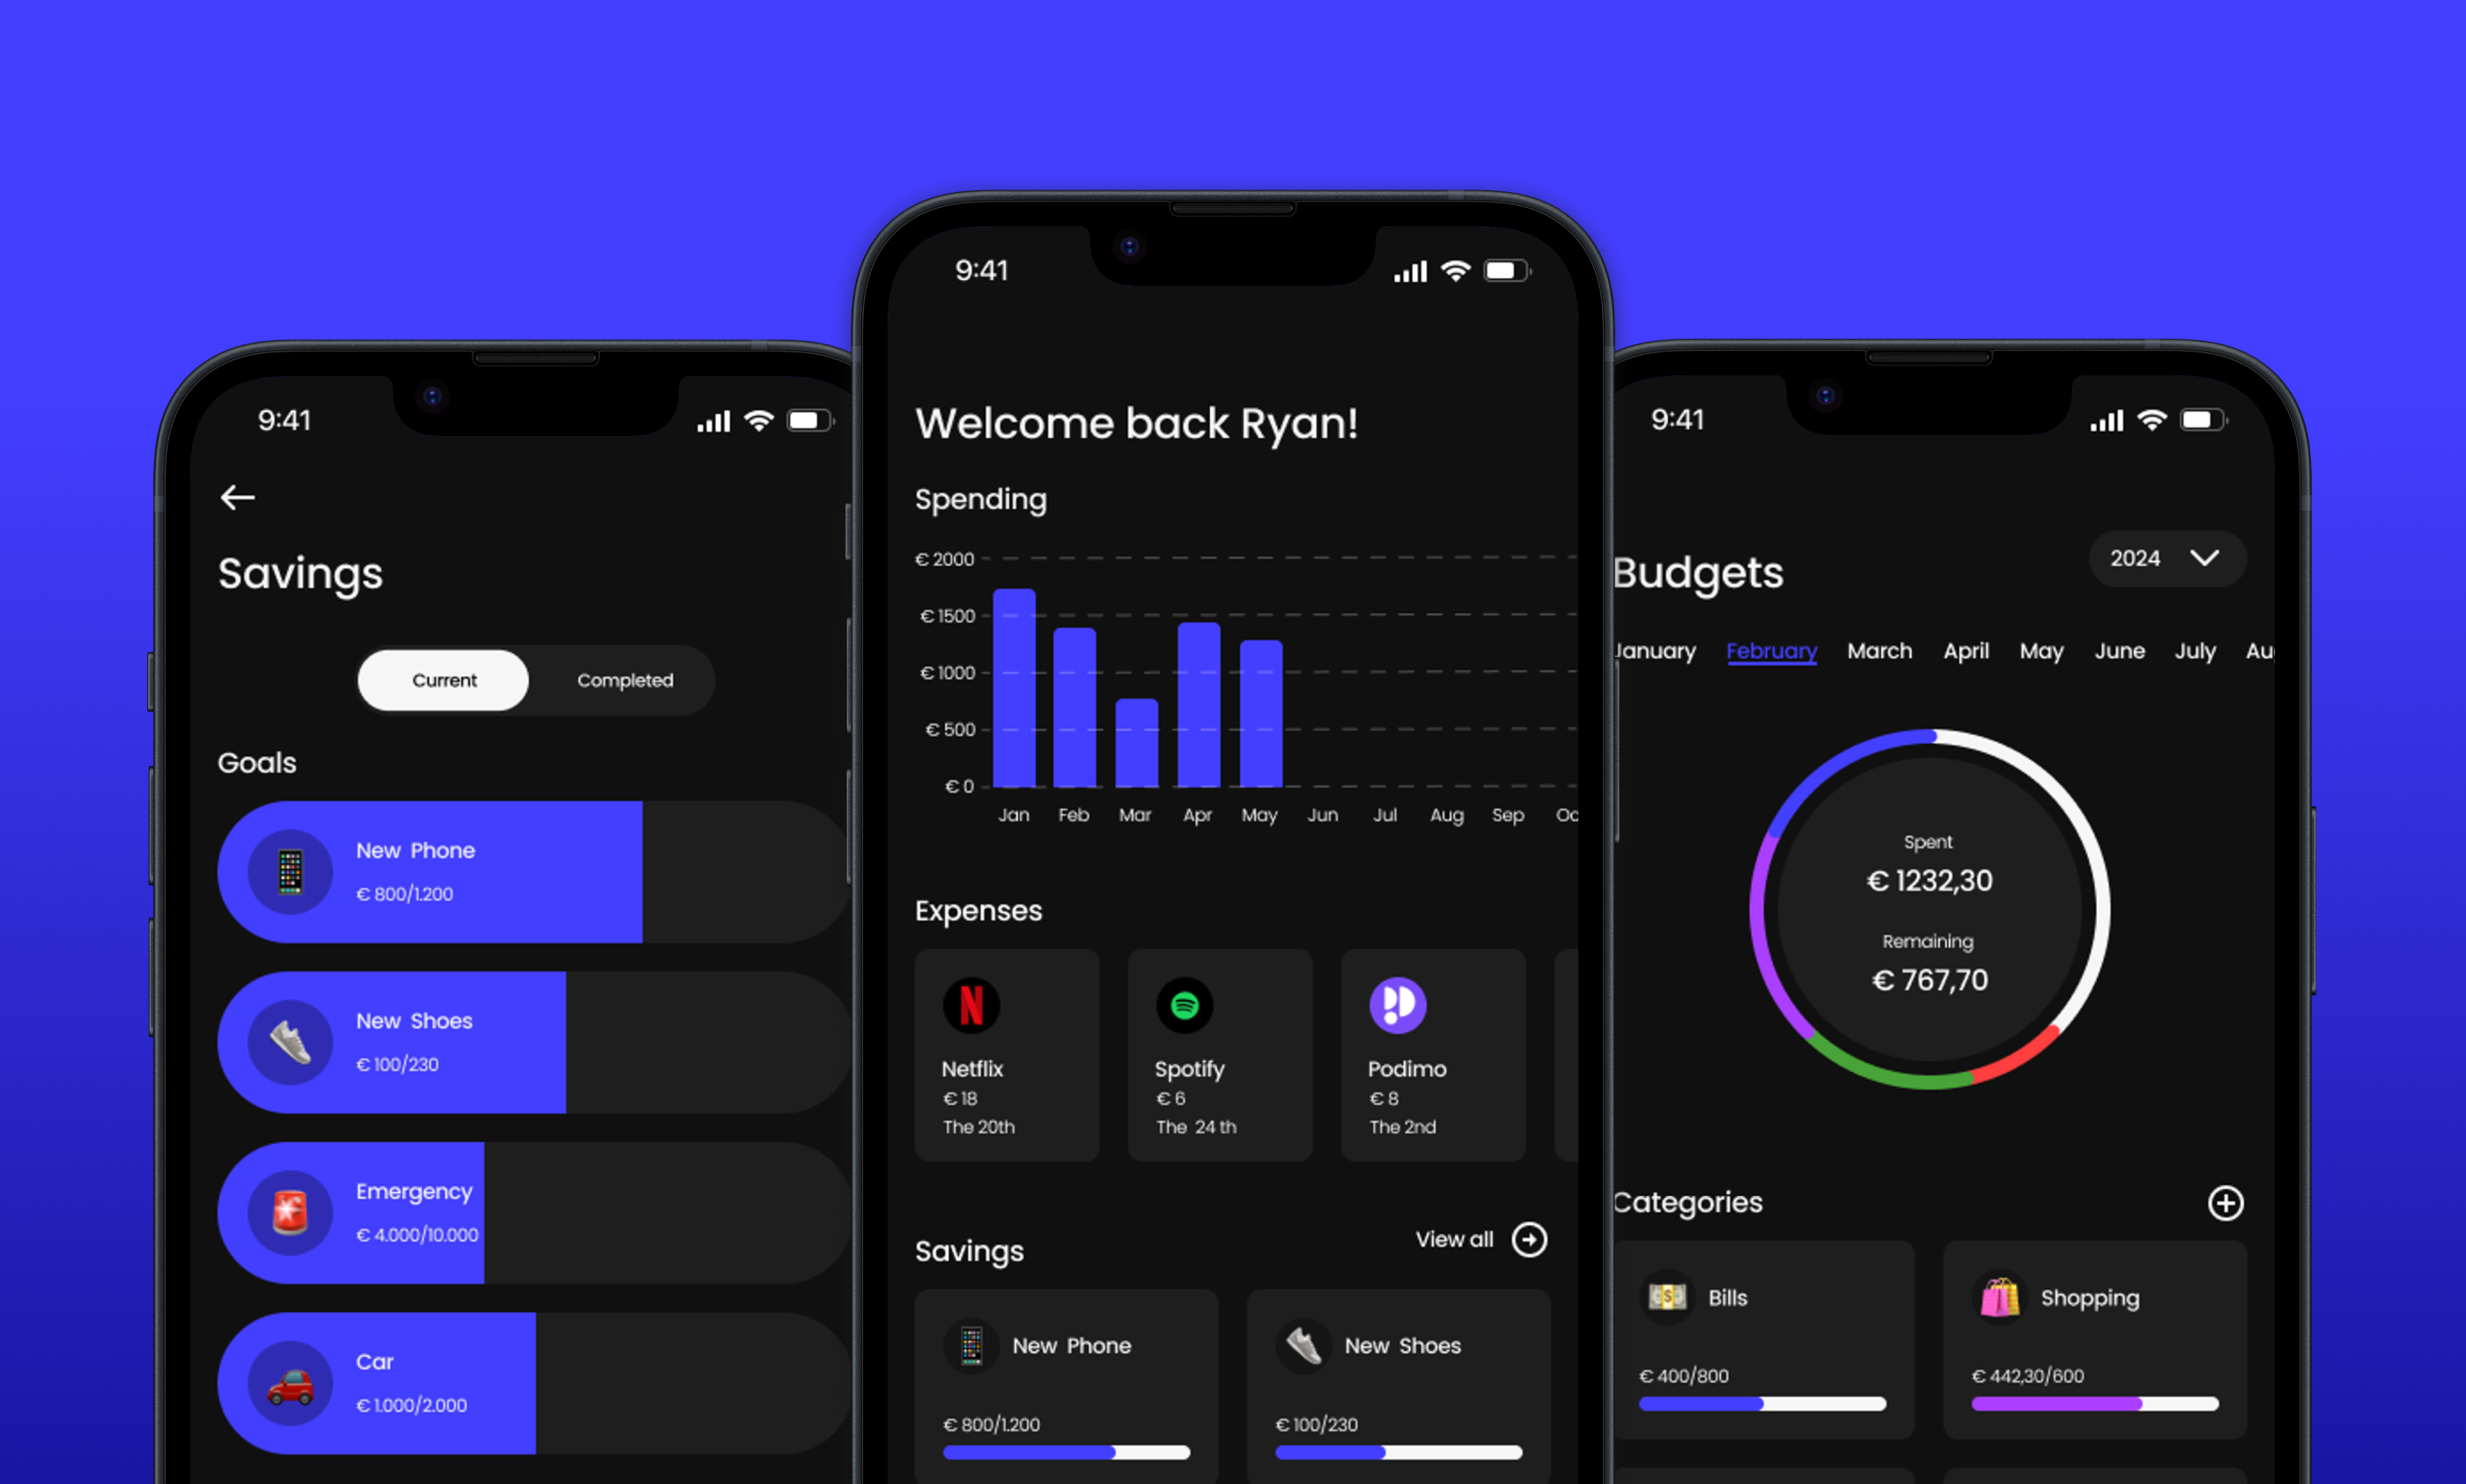 9:41
Savings
Current
Completed
Goals
New Phone
€ 800/1.200
New Shoes
€ 100/230
Emergency
€ 4.000/10.000
Car
€ 1.000/2.000
9:41
Welcome back Ryan!
Spending
€ 2000
€ 1500
€ 1000
€ 500
€ 0
Jan Feb Mar Apr May Jun Jul Aug Sep Oc
Expenses
Netflix
€ 18
The 20th
Spotify
€ 6
The 24 th
Podimo
€ 8
The 2nd
Savings
View all
New Phone
€ 800/1.200
New Shoes
€ 100/230
9:41
Budgets
2024
January February March April May June July Au
Spent
€ 1232,30
Remaining
€ 767,70
Categories
Bills
€ 400/800
Shopping
€ 442,30/600